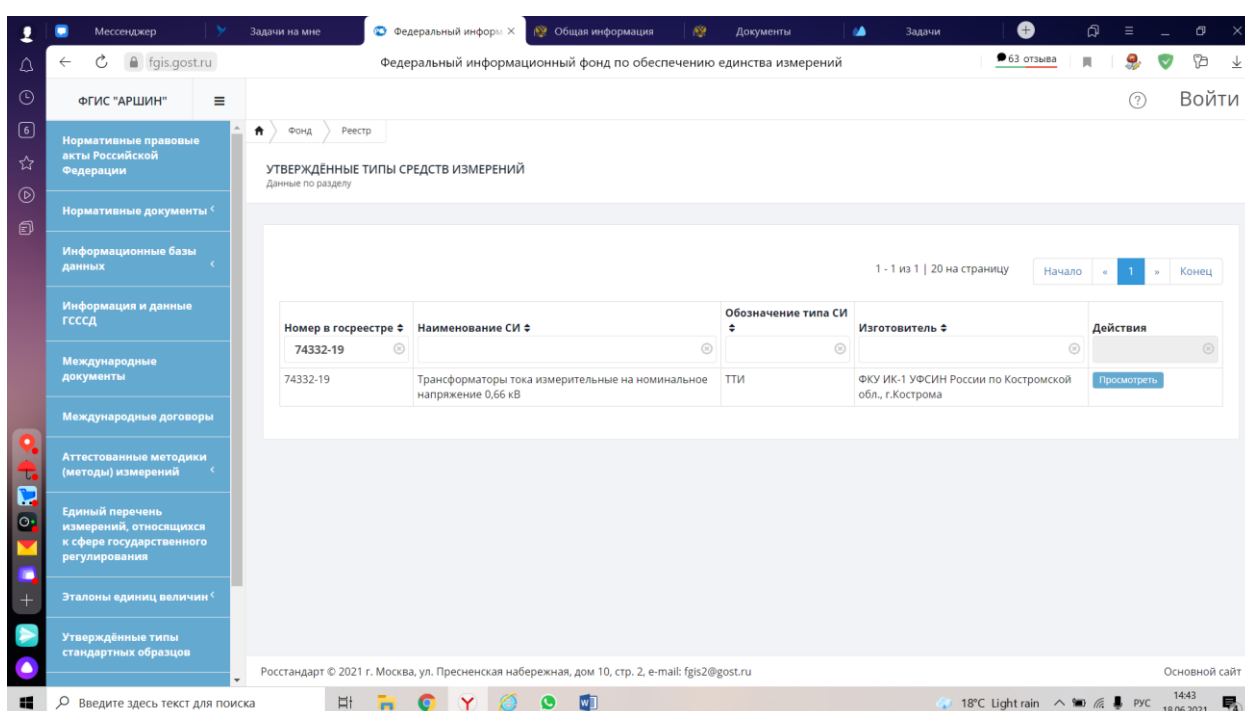 Мессенджер
Задачи на мне
Федеральный информ
Общая информация
Документы
Задачи
fgis.gost.ru
Федеральный информационный фонд по обеспечению единства измерений
63 отзыва
ФГИС "АРШИН"
Войти
6
Нормативные правовые
акты Российской
Федерации
Нормативные документы
Информационные базы
данных
Информация и данные
ГСССД
Международные
документы
Международные договоры
Аттестованные методики
(методы) измерений
Единый перечень
измерений, относящихся
к сфере государственного
регулирования
Эталоны единиц величин
Утверждённые типы
стандартных образцов
Фонд
Реестр
УТВЕРЖДЁННЫЕ ТИПЫ СРЕДСТВ ИЗМЕРЕНИЙ
Данные по разделу
1 - 1 из 1 | 20 на страницу
Начало « 1 » Конец
Номер в госреестре
Наименование СИ
Обозначение типа СИ
Изготовитель
Действия
74332-19
74332-19
Трансформаторы тока измерительные на номинальное
напряжение 0,66 кВ
ТТИ
ФКУ ИК-1 УФСИН России по Костромской
обл., г.Кострома
Просмотреть
Росстандарт © 2021 г. Москва, ул. Пресненская набережная, дом 10, стр. 2, e-mail: fgis2@gost.ru
Основной сайт
Введите здесь текст для поиска
18°C Light rain
РУС
14:43
18.06.2021